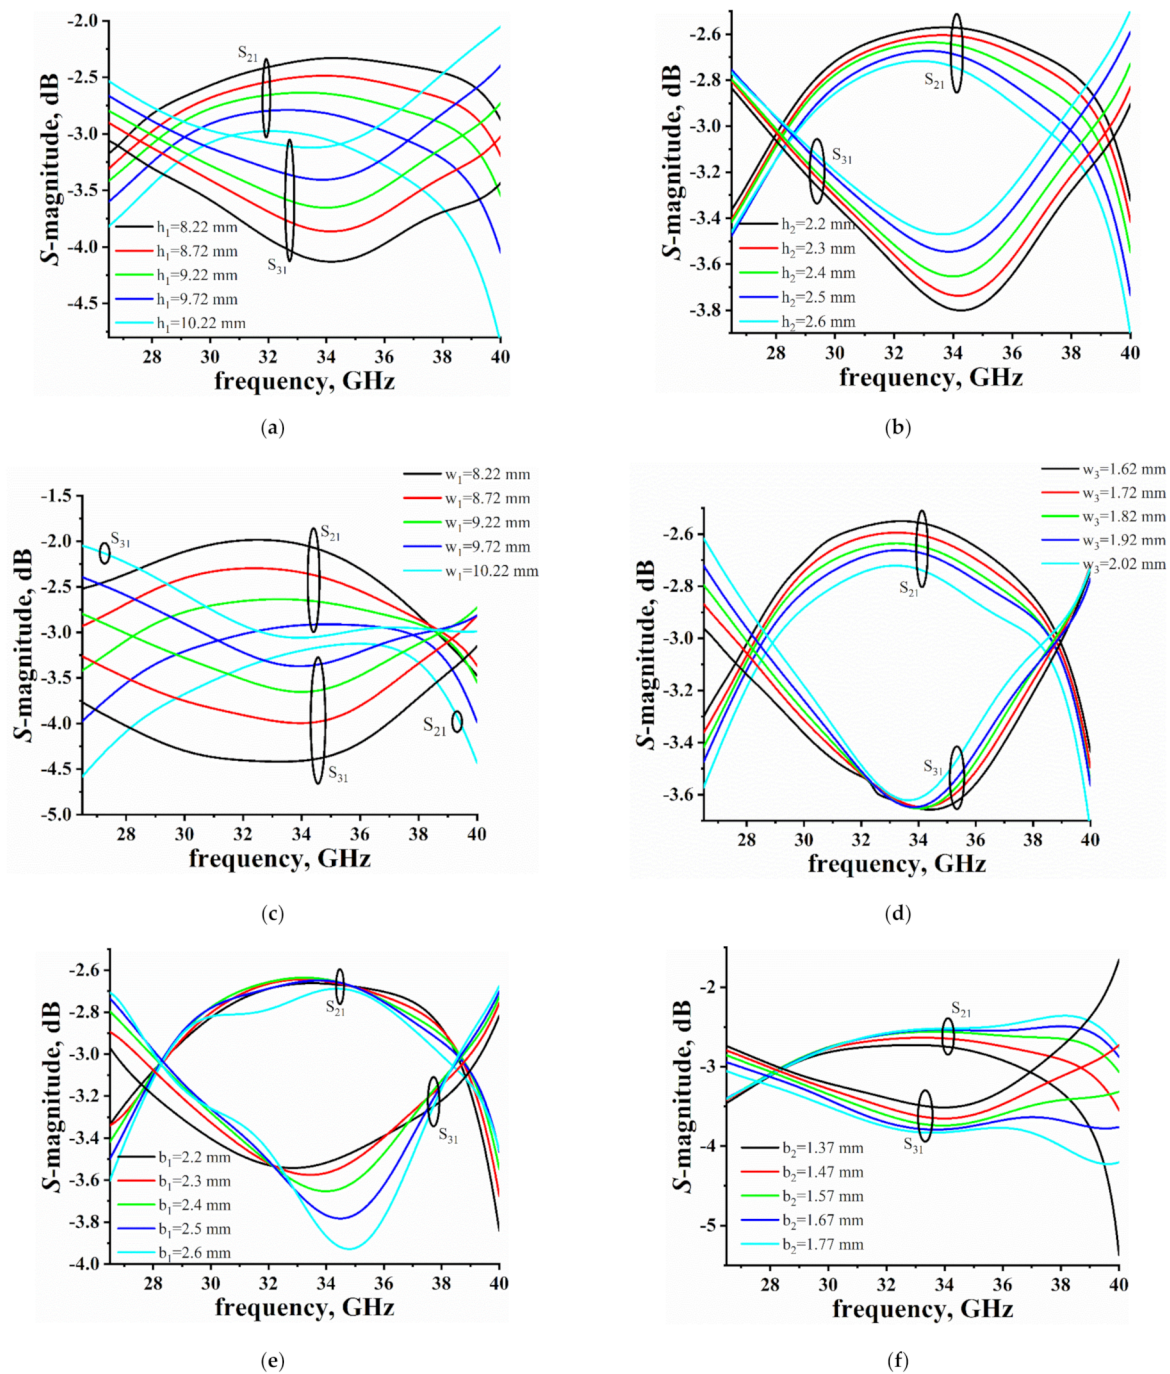 S-magnitude, dB
-2.0
-2.5
-3.0
-3.5
-4.0
-4.5
S21
S31
h1=8.22 mm
h1=8.72 mm
h1=9.22 mm
h1=9.72 mm
h1=10.22 mm
28 30 32 34 36 38 40
frequency, GHz
(a)
S-magnitude, dB
-2.6
-2.8
-3.0
-3.2
-3.4
-3.6
-3.8
S21
S31
h2=2.2 mm
h2=2.3 mm
h2=2.4 mm
h2=2.5 mm
h2=2.6 mm
28 30 32 34 36 38 40
frequency, GHz
(b)
w1=8.22 mm
w1=8.72 mm
w1=9.22 mm
w1=9.72 mm
w1=10.22 mm
S-magnitude, dB
-1.5
-2.0
-2.5
-3.0
-3.5
-4.0
-4.5
-5.0
S31
S21
S21
S31
28 30 32 34 36 38 40
frequency, GHz
(c)
w3=1.62 mm
w3=1.72 mm
w3=1.82 mm
w3=1.92 mm
w3=2.02 mm
S-magnitude, dB
-2.6
-2.8
-3.0
-3.2
-3.4
-3.6
S21
S31
28 30 32 34 36 38 40
frequency, GHz
(d)
S-magnitude, dB
-2.6
-2.8
-3.0
-3.2
-3.4
-3.6
-3.8
-4.0
S21
S31
b1=2.2 mm
b1=2.3 mm
b1=2.4 mm
b1=2.5 mm
b1=2.6 mm
28 30 32 34 36 38 40
frequency, GHz
(e)
S-magnitude, dB
-2
-3
-4
-5
S21
S31
b2=1.37 mm
b2=1.47 mm
b2=1.57 mm
b2=1.67 mm
b2=1.77 mm
28 30 32 34 36 38 40
frequency, GHz
(f)